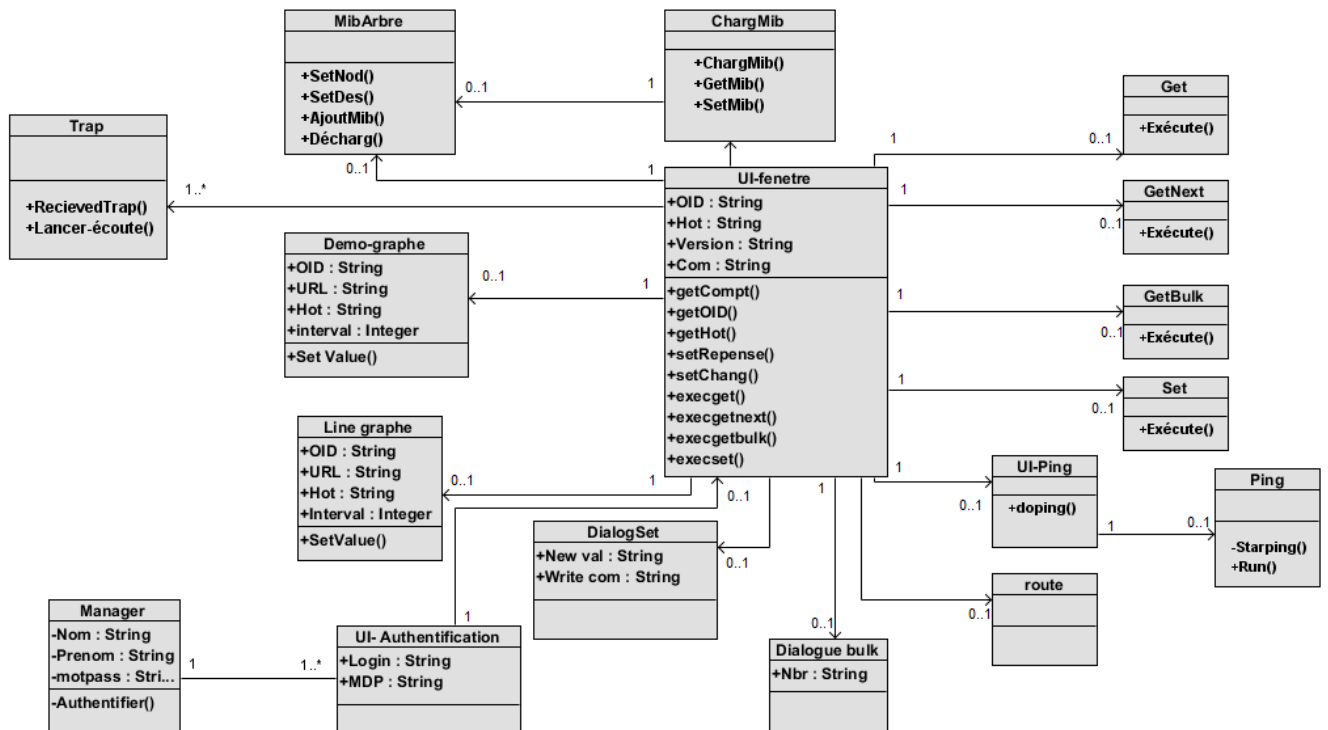 MibArbre
+SetNod()
+SetDes()
+AjoutMib()
+Décharg()
ChargMib
+ChargMib()
+GetMib()
+SetMib()
0..1
1
Trap
+RecievedTrap()
+Lancer-écoute()
1..*
0..1
1
Get
+Exécute()
1
0..1
UI-fenetre
+OID : String
+Hot : String
+Version : String
+Com : String
+getCompt()
+getOID()
+getHot()
+setRepense()
+setChang()
+execget()
+execgetnext()
+execgetbulk()
+execset()
GetNext
+Exécute()
1
0..1
Demo-graphe
+OID : String
+URL : String
+Hot : String
+interval : Integer
+Set Value()
0..1
1
GetBulk
+Exécute()
1
0..1
Set
+Exécute()
1
0..1
Line graphe
+OID : String
+URL : String
+Hot : String
+Interval : Integer
+SetValue()
0..1
1
0..1
1
1
0..1
UI-Ping
+doping()
1
0..1
Ping
-Starping()
+Run()
DialogSet
+New val : String
+Write com : String
0..1
route
0..1
Manager
-Nom : String
-Prenom : String
-motpass : Stri...
-Authentifier()
1
1..*
1
UI- Authentification
+Login : String
+MDP : String
0..1
Dialogue bulk
+Nbr : String